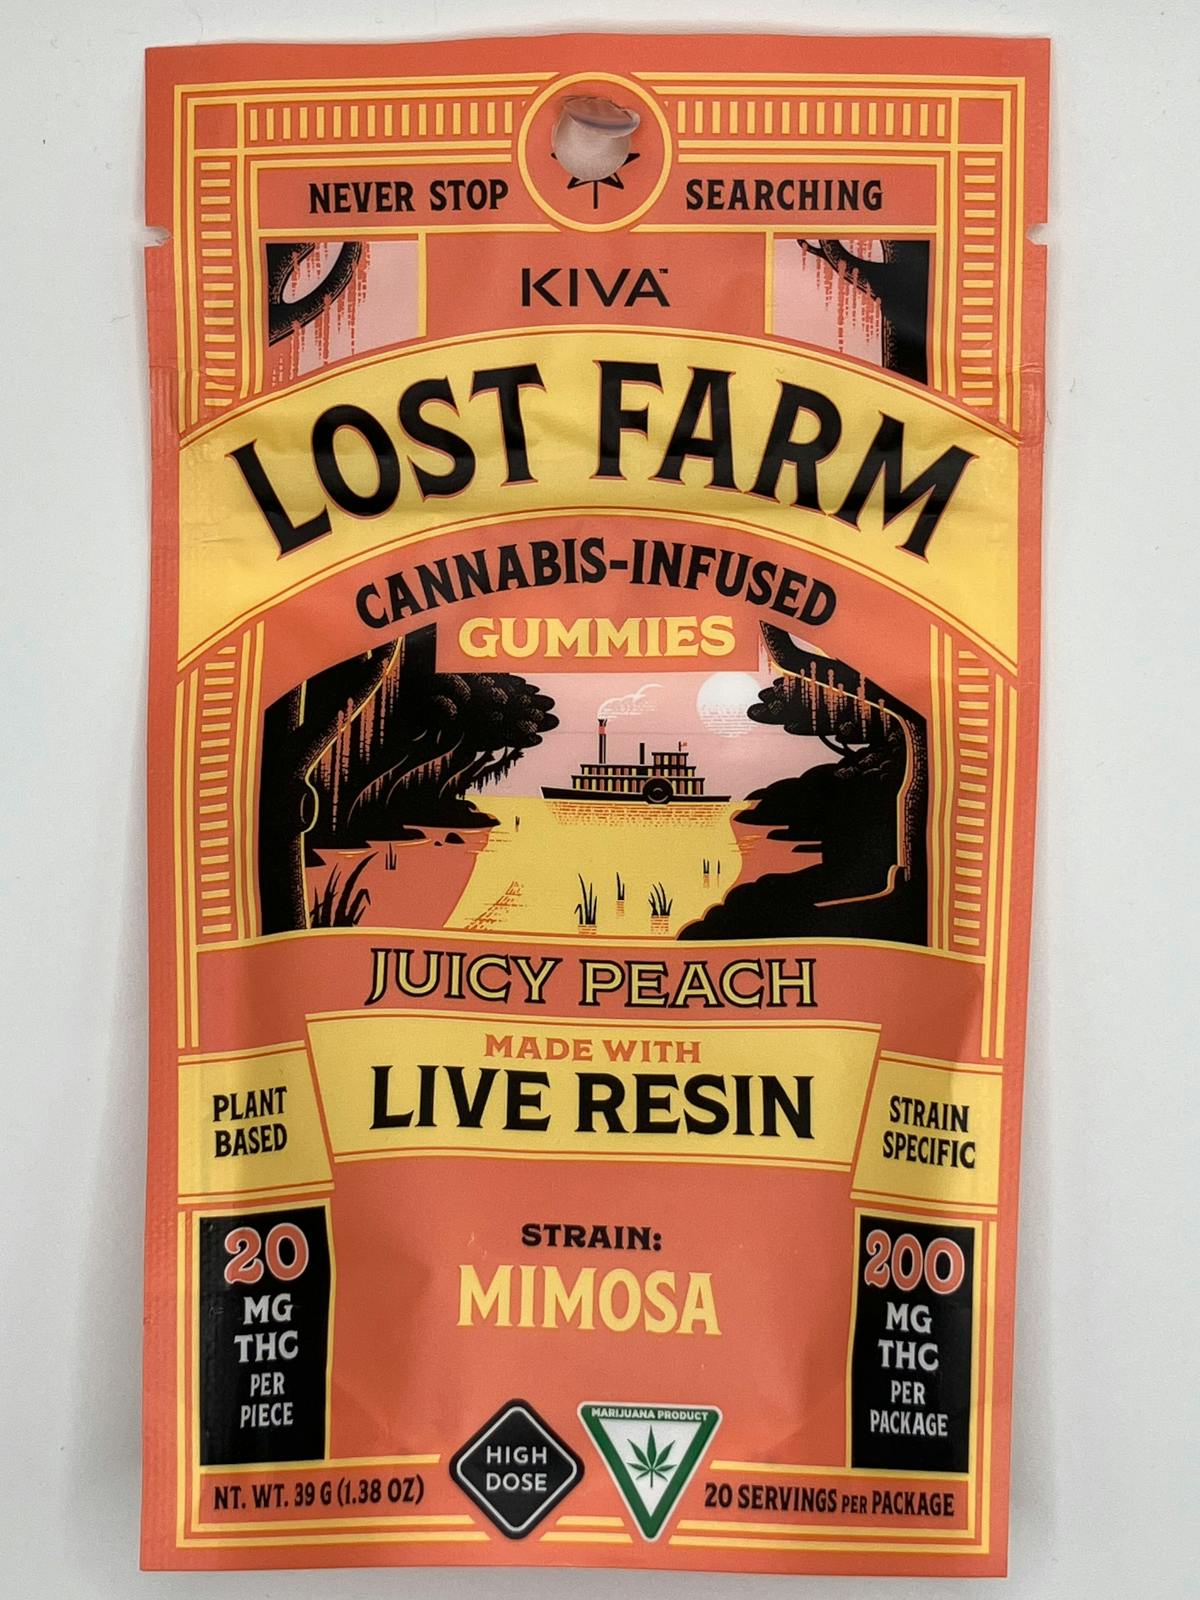 NEVER STOP SEARCHING
KIVA™
LOST FARM
CANNABIS-INFUSED
GUMMIES
JUICY PEACH
MADE WITH
LIVE RESIN
PLANT
BASED
STRAIN
SPECIFIC
STRAIN:
MIMOSA
20
MG
THC
PER
PIECE
200
MG
THC
PER
PACKAGE
HIGH
DOSE
MARIJUANA PRODUCT
NT. WT. 39 G (1.38 OZ)
20 SERVINGS PER PACKAGE